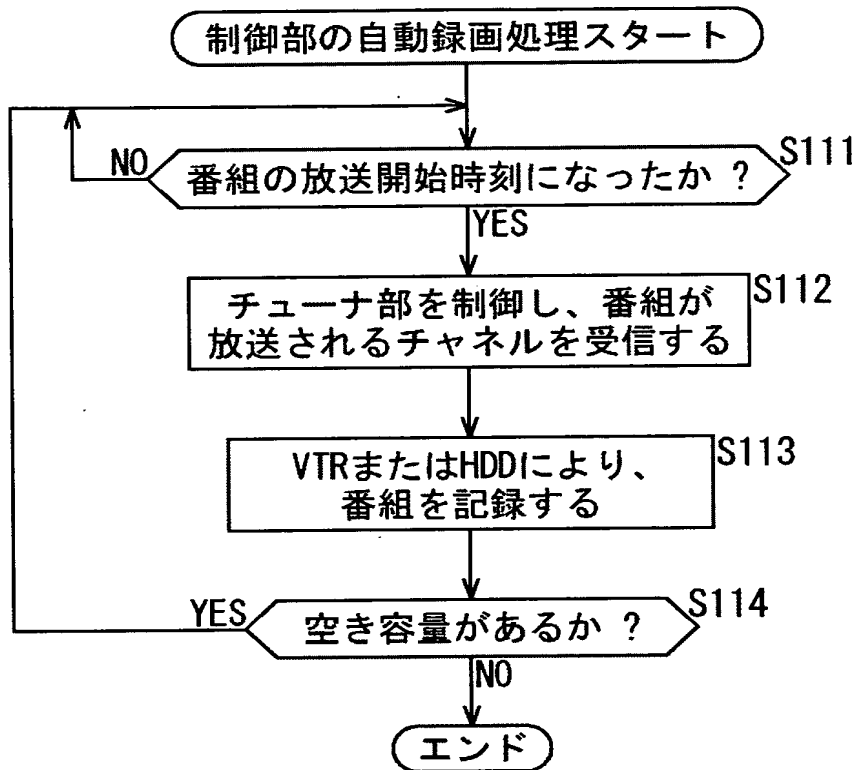 制御部の自動録画処理スタート
NO
番組の放送開始時刻になったか ?
S111
YES
チューナ部を制御し、番組が
放送されるチャネルを受信する
S112
VTRまたはHDDにより、
番組を記録する
S113
YES
空き容量があるか ?
S114
NO
エンド